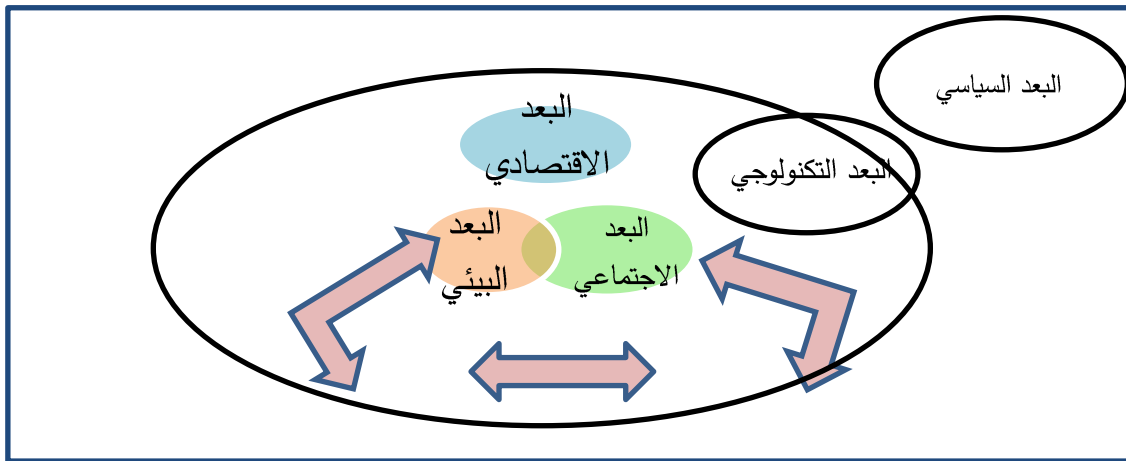 البعد السياسي
البعد
الاقتصادي
البعد التكنولوجي
البعد
الاجتماعي
البعد
البيئي